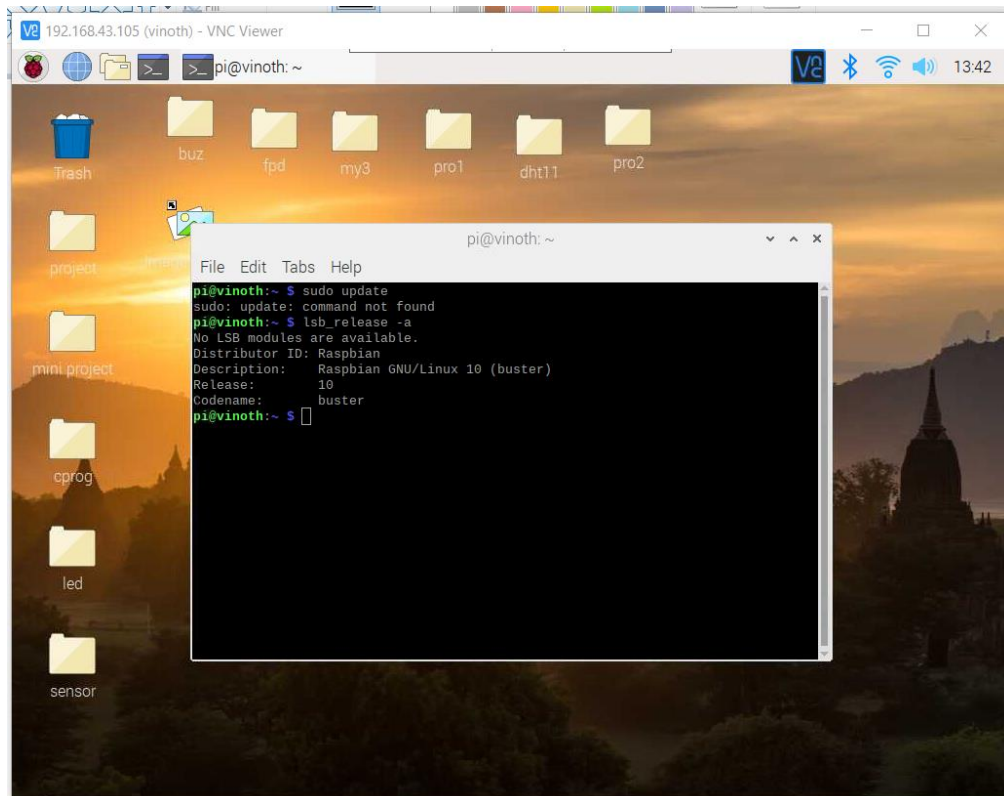 192.168.43.105 (vinoth) - VNC Viewer
pi@vinoth: ~
13:42
Trash
buz
fpd
my3
pro1
dht11
pro2
project
mini project
cprog
led
sensor
pi@vinoth: ~
File Edit Tabs Help
pi@vinoth:~ $ sudo update
sudo: update: command not found
pi@vinoth:~ $ lsb_release -a
No LSB modules are available.
Distributor ID: Raspbian
Description: Raspbian GNU/Linux 10 (buster)
Release: 10
Codename: buster
pi@vinoth:~ $